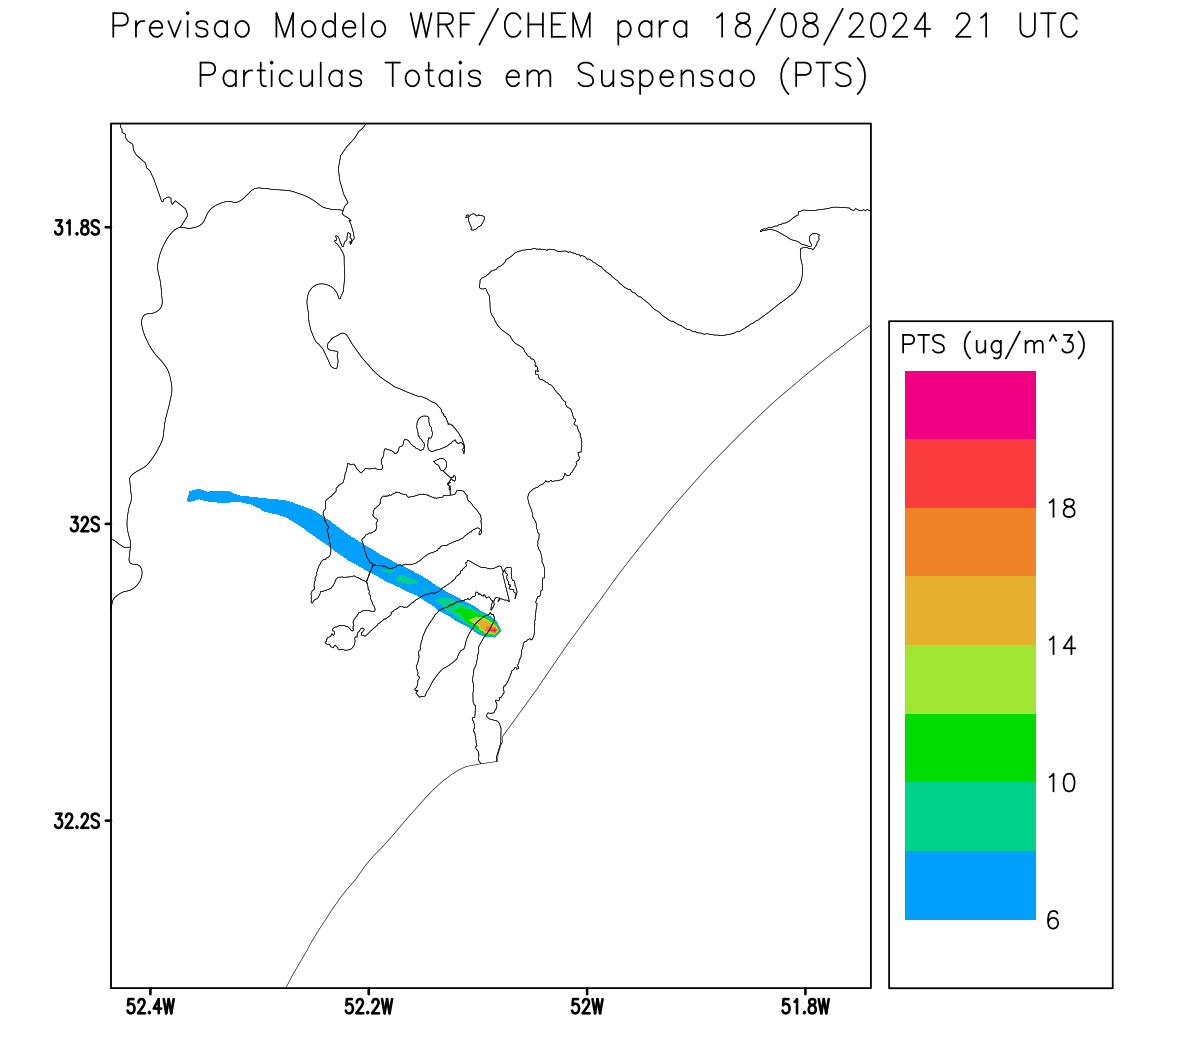 Previsao Modelo WRF/CHEM para 18/08/2024 21 UTC
Particulas Totais em Suspensao (PTS)
31.8S
32S
32.2S
52.4W
52.2W
52W
51.8W
PTS (ug/m^3)
18
14
10
6